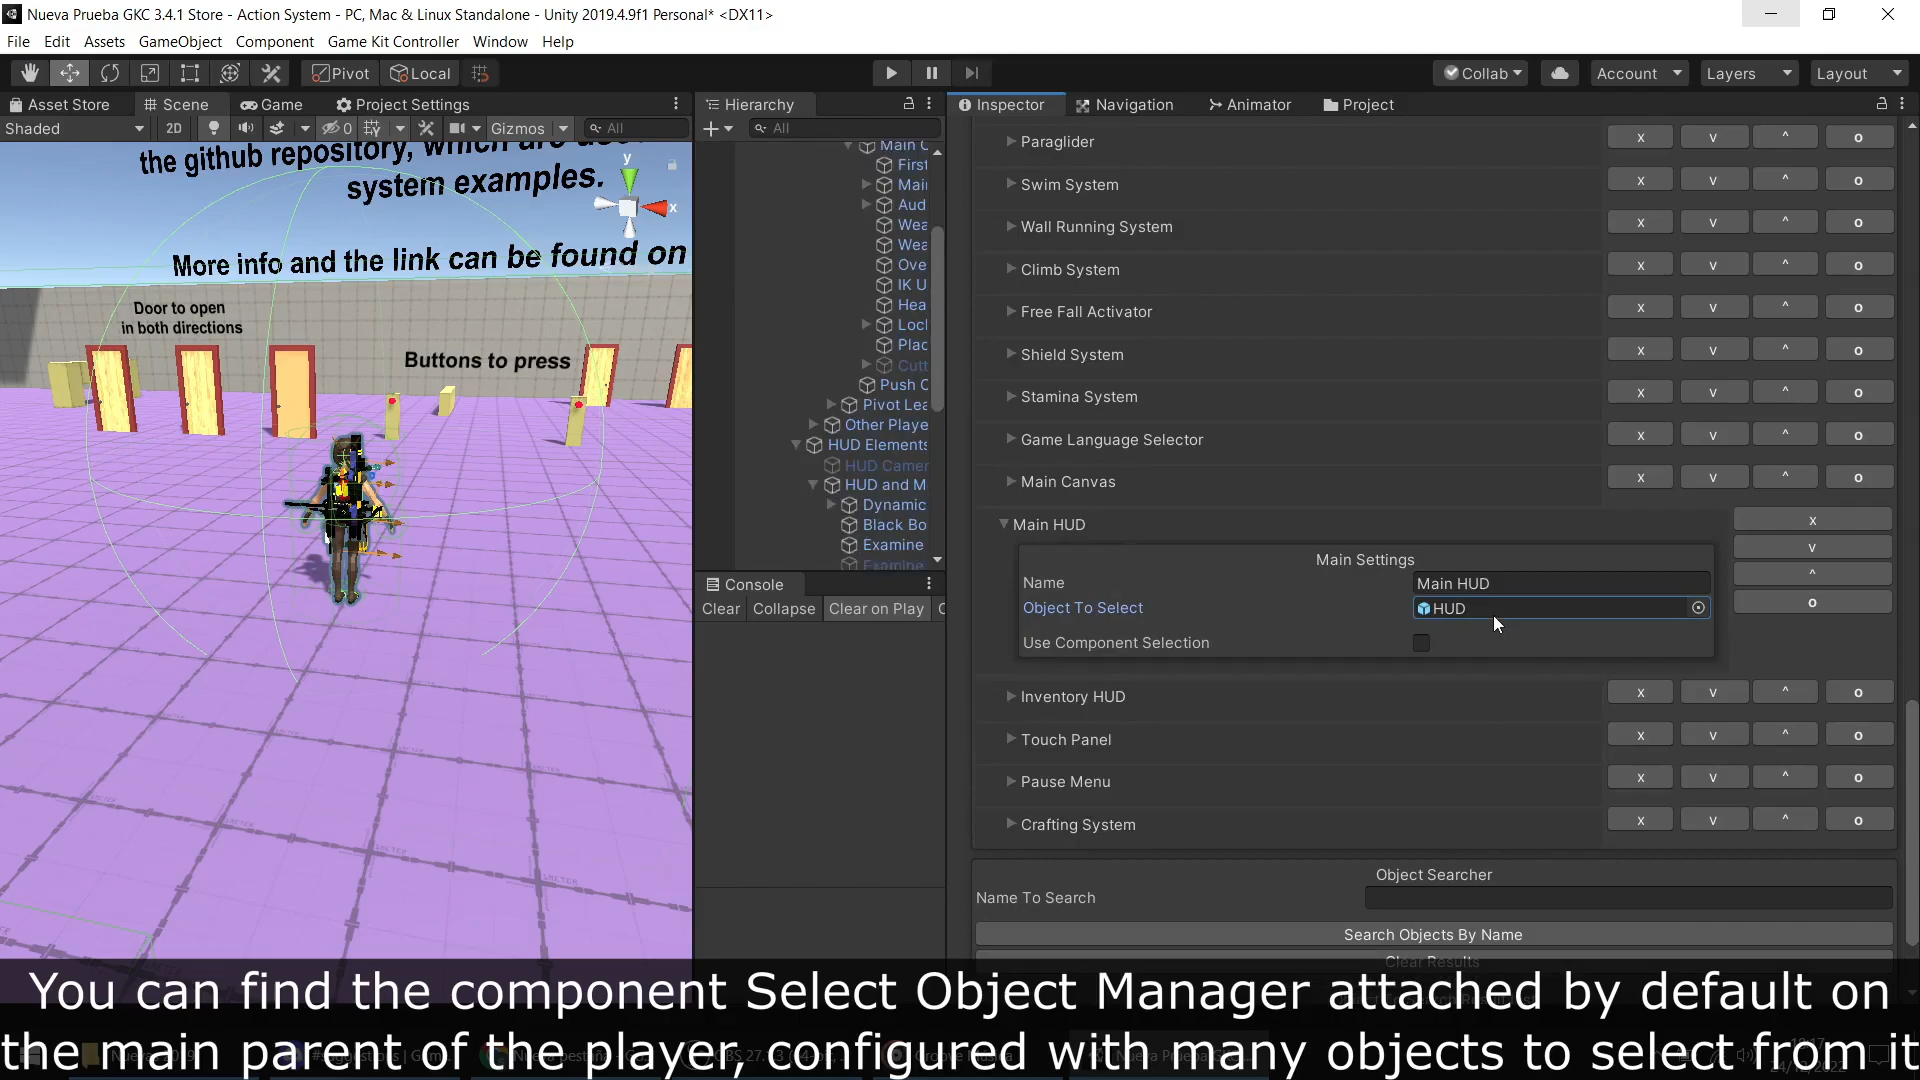 Nueva Prueba GKC 3.4.1 Store - Action System - PC, Mac & Linux Standalone - Unity 2019.4.9f1 Personal* <DX11>
File Edit Assets GameObject Component Game Kit Controller Window Help
Pivot Local Collab Account Layers Layout
Asset Store Scene Game Project Settings Hierarchy Inspector Navigation Animator Project
Shaded 2D 0 Gizmos All All
the github repository, which are
system examples.
y
x
More info and the link can be found on
Door to open
in both directions
Buttons to press
Main C
First
Mai
Aud
Wea
Wea
Ove
IK U
Hea
Loc
Plac
Cutt
Push C
Pivot Lea
Other Playe
HUD Elements
HUD Camer
HUD and M
Dynamic
Black Bo
Examine
Examine
Console
Clear Collapse Clear on Play
Paraglider x v ^ o
Swim System x v ^ o
Wall Running System x v ^ o
Climb System x v ^ o
Free Fall Activator x v ^ o
Shield System x v ^ o
Stamina System x v ^ o
Game Language Selector x v ^ o
Main Canvas x v ^ o
Main HUD x
v
^
o
Main Settings
Name Main HUD
Object To Select HUD
Use Component Selection
Inventory HUD x v ^ o
Touch Panel x v ^ o
Pause Menu x v ^ o
Crafting System x v ^ o
Object Searcher
Name To Search
Search Objects By Name
Clear Results
You can find the component Select Object Manager attached by default on
the main parent of the player, configured with many objects to select from it